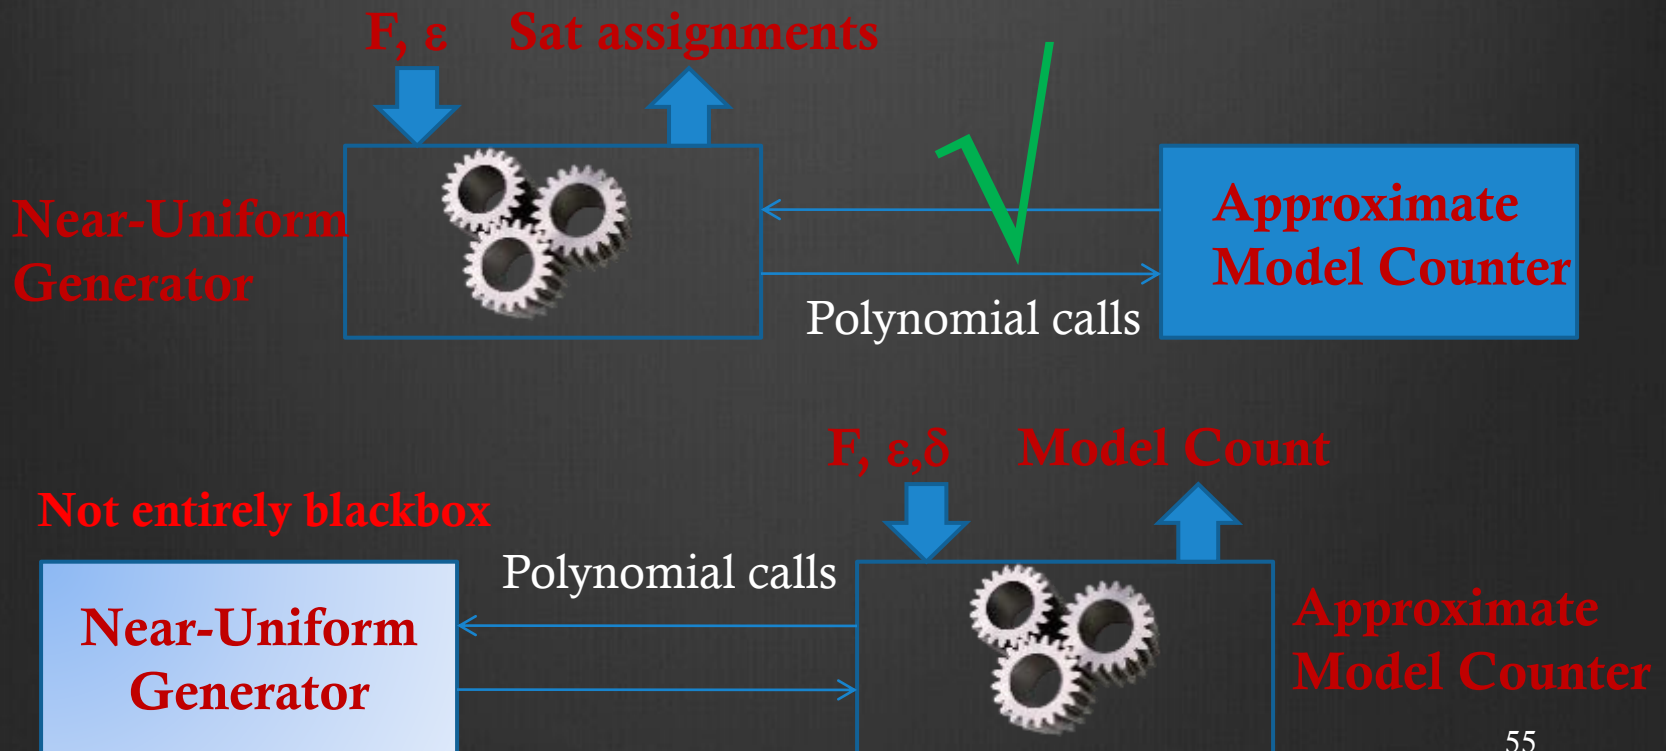 F, ε Sat assignments
Near-Uniform
Generator
Approximate
Model Counter
Polynomial calls
F, ε,δ Model Count
Not entirely blackbox
Polynomial calls
Near-Uniform
Generator
Approximate
Model Counter
55